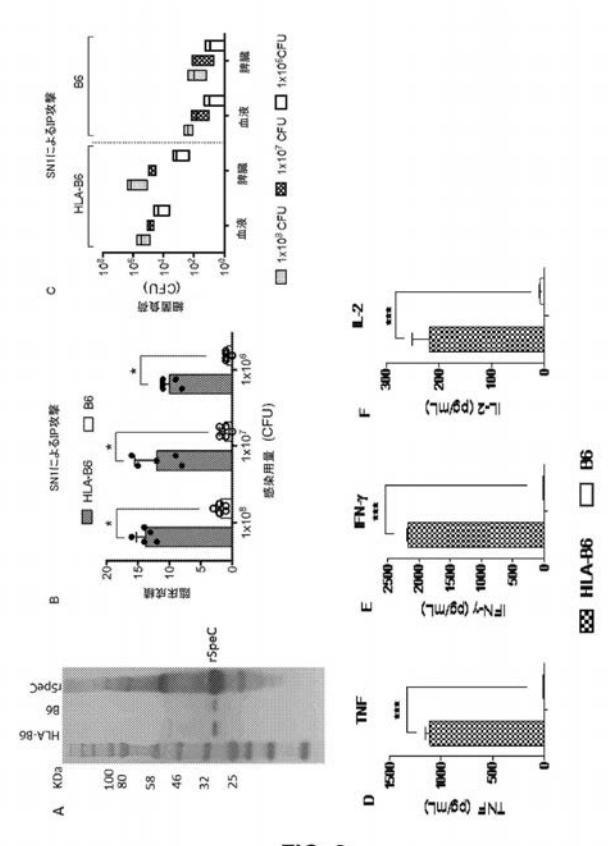 A
KDa
100
80
58
46
32
25
HLA-B6
B6
rSpeC
rSpeC
B
SN1によるIP攻撃
HLA-B6
B6
臨床成績
20
15
10
5
0
*
*
*
1x10⁸
1x10⁷
1x10⁶
感染用量 (CFU)
C
SN1によるIP攻撃
HLA-B6
B6
細菌負荷
(CFU)
10⁸
10⁶
10⁴
10²
10⁰
血液
脾臓
血液
脾臓
1x10⁸ CFU
1x10⁷ CFU
1x10⁶CFU
D
TNF
TNF (pg/mL)
1500
1000
500
0
***
E
IFN-γ
IFN-γ (pg/mL)
2500
2000
1500
1000
500
0
***
F
IL-2
IL-2 (pg/mL)
300
200
100
0
***
HLA-B6
B6